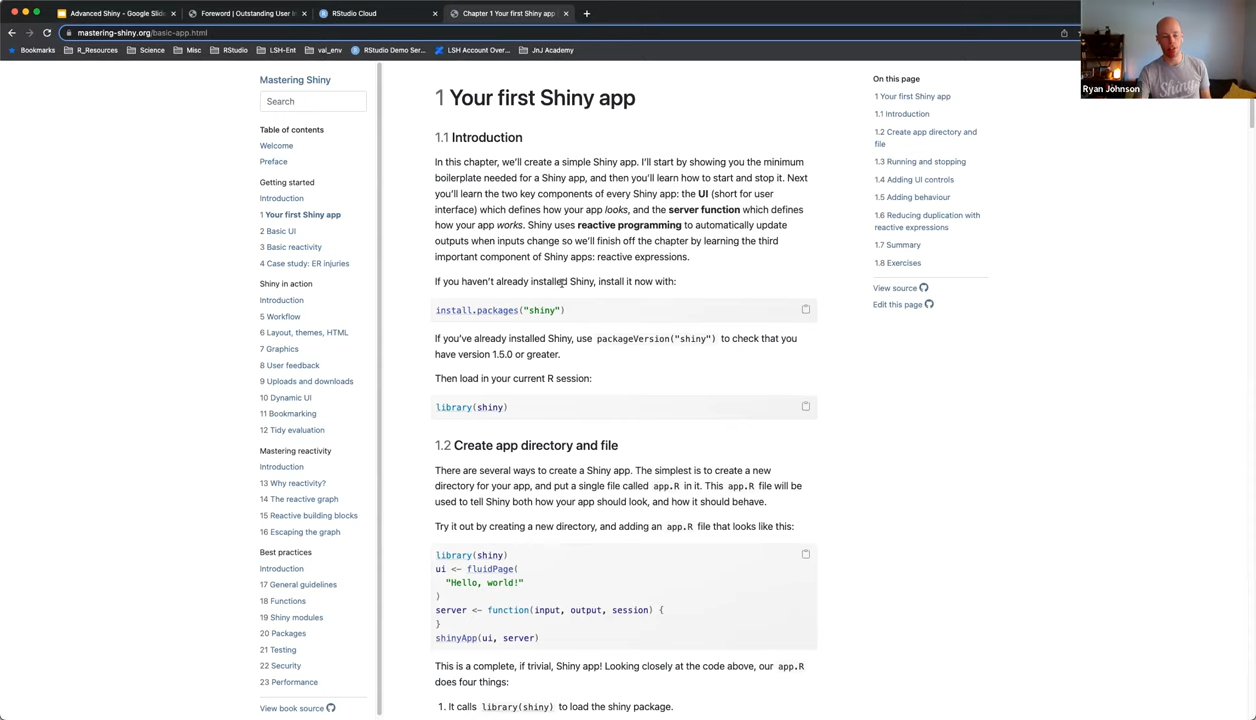 Advanced Shiny - Google Slide
Foreword | Outstanding User I
RStudio Cloud
Chapter 1 Your first Shiny app
mastering-shiny.org/basic-app.html
Bookmarks
R_Resources
Social
Shiny
Misc
RStudio
LSH-Ent
val_env
RStudio Demo Ser...
LSH Account Over...
JnJ Academy
Ryan Johnson
Mastering Shiny
Search
Table of contents
Welcome
Preface
Getting started
Introduction
1 Your first Shiny app
2 Basic UI
3 Basic reactivity
4 Case study: ER injuries
Shiny in action
Introduction
5 Workflow
6 Layout, themes, HTML
7 Graphics
8 User feedback
9 Uploads and downloads
10 Dynamic UI
11 Bookmarking
12 Tidy evaluation
Mastering reactivity
Introduction
13 Why reactivity?
14 The reactive graph
15 Reactive building blocks
16 Escaping the graph
Best practices
Introduction
17 General guidelines
18 Functions
19 Shiny modules
20 Packages
21 Testing
22 Security
23 Performance
View book source
1 Your first Shiny app
1.1 Introduction
In this chapter, we'll create a simple Shiny app. I'll start by showing you the minimum
boilerplate needed for a Shiny app, and then you'll learn how to start and stop it. Next
you'll learn the two key components of every Shiny app: the UI (short for user
interface) which defines how your app looks, and the server function which defines
how your app works. Shiny uses reactive programming to automatically update
outputs when inputs change so we'll finish off the chapter by learning the third
important component of Shiny apps: reactive expressions.
If you haven't already installed Shiny, install it now with:
install.packages("shiny")
If you've already installed Shiny, use packageVersion("shiny") to check that you
have version 1.5.0 or greater.
Then load in your current R session:
library(shiny)
1.2 Create app directory and file
There are several ways to create a Shiny app. The simplest is to create a new
directory for your app, and put a single file called app.R in it. This app.R file will be
used to tell Shiny both how your app should look, and how it should behave.
Try it out by creating a new directory, and adding an app.R file that looks like this:
library(shiny)
ui <- fluidPage(
"Hello, world!"
)
server <- function(input, output, session) {
}
shinyApp(ui, server)
This is a complete, if trivial, Shiny app! Looking closely at the code above, our app.R
does four things:
1. It calls library(shiny) to load the shiny package.
On this page
1 Your first Shiny app
1.1 Introduction
1.2 Create app directory and
file
1.3 Running and stopping
1.4 Adding UI controls
1.5 Adding behaviour
1.6 Reducing duplication with
reactive expressions
1.7 Summary
1.8 Exercises
View source
Edit this page